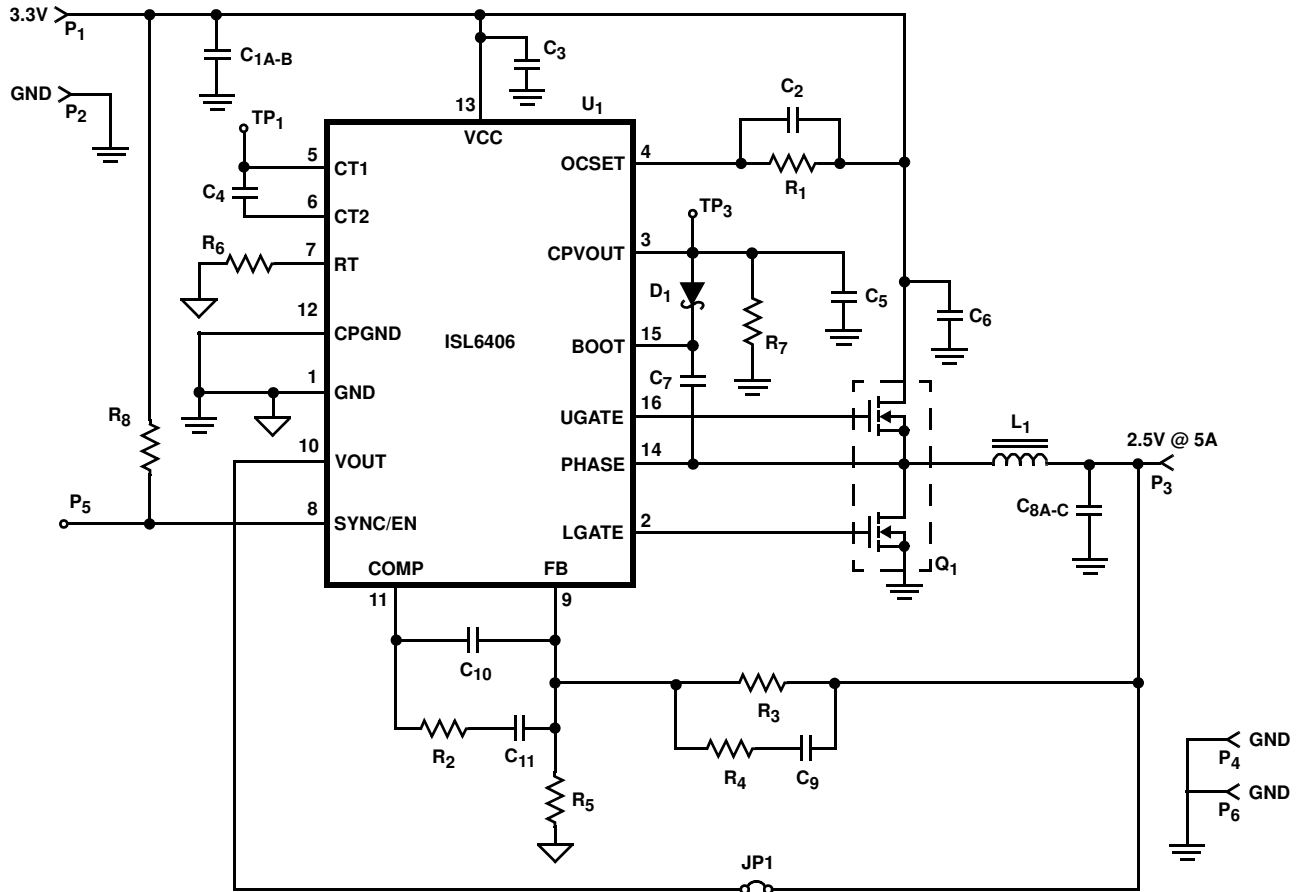 3.3V
P1
C1A-B
C3
GND
P2
TP1
13
VCC
U1
C2
5
CT1
OCSET
4
R1
C4
6
CT2
TP3
R6
7
RT
CPVOUT
3
D1
C5
C6
12
CPGND
ISL6406
R7
BOOT
15
1
GND
C7
R8
UGATE
16
L1
10
VOUT
PHASE
14
2.5V @ 5A
P3
P5
8
SYNC/EN
LGATE
2
C8A-C
COMP
FB
Q1
11
9
C10
R3
R2
C11
R4
C9
R5
GND
P4
GND
P6
JP1